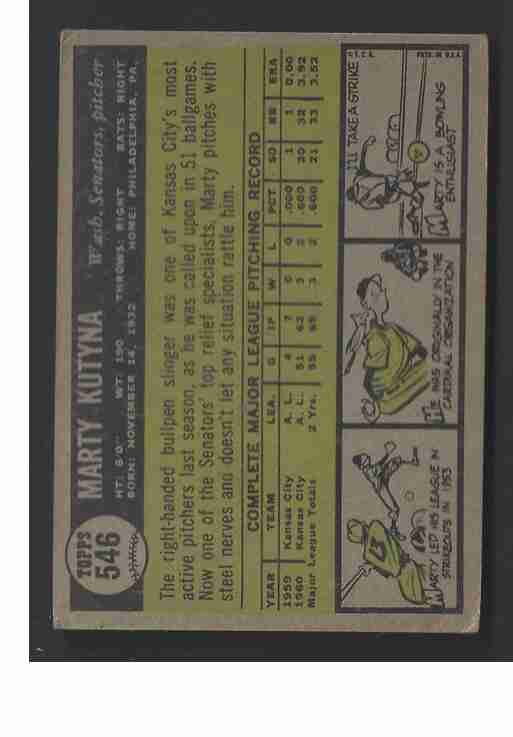 TOPPS
546
MARTY KUTYNA Wash. Senators, pitcher
HT: 6/0" WT: 190 THROWS: RIGHT BATS: RIGHT
BORN: NOVEMBER 14, 1932 HOME: PHILADELPHIA, PA.
The right-handed bullpen slinger was one of Kansas City's most
active pitchers last season, as he was called upon in 51 ballgames.
Now one of the Senators' top relief specialists, Marty pitches with
steel nerves and doesn't let any situation rattle him.
COMPLETE MAJOR LEAGUE PITCHING RECORD
YEAR TEAM LEA. G IP W L PCT SO BB ERA
1959 Kansas City A. L. 4 7 0 0 .000 1 1 0.00
1960 Kansas City A. L. 51 62 3 2 .600 20 32 3.92
Major League Totals 2 Yrs. 55 69 3 2 .600 21 33 3.52
MARTY LED HIS LEAGUE IN
STRIKEOUTS IN 1953
HE WAS ORIGINALLY IN THE
CARDINAL ORGANIZATION
I'LL TAKE A STRIKE
MARTY IS A BOWLING
ENTHUSIAST
© T. C. G. PRTD. IN U.S.A.